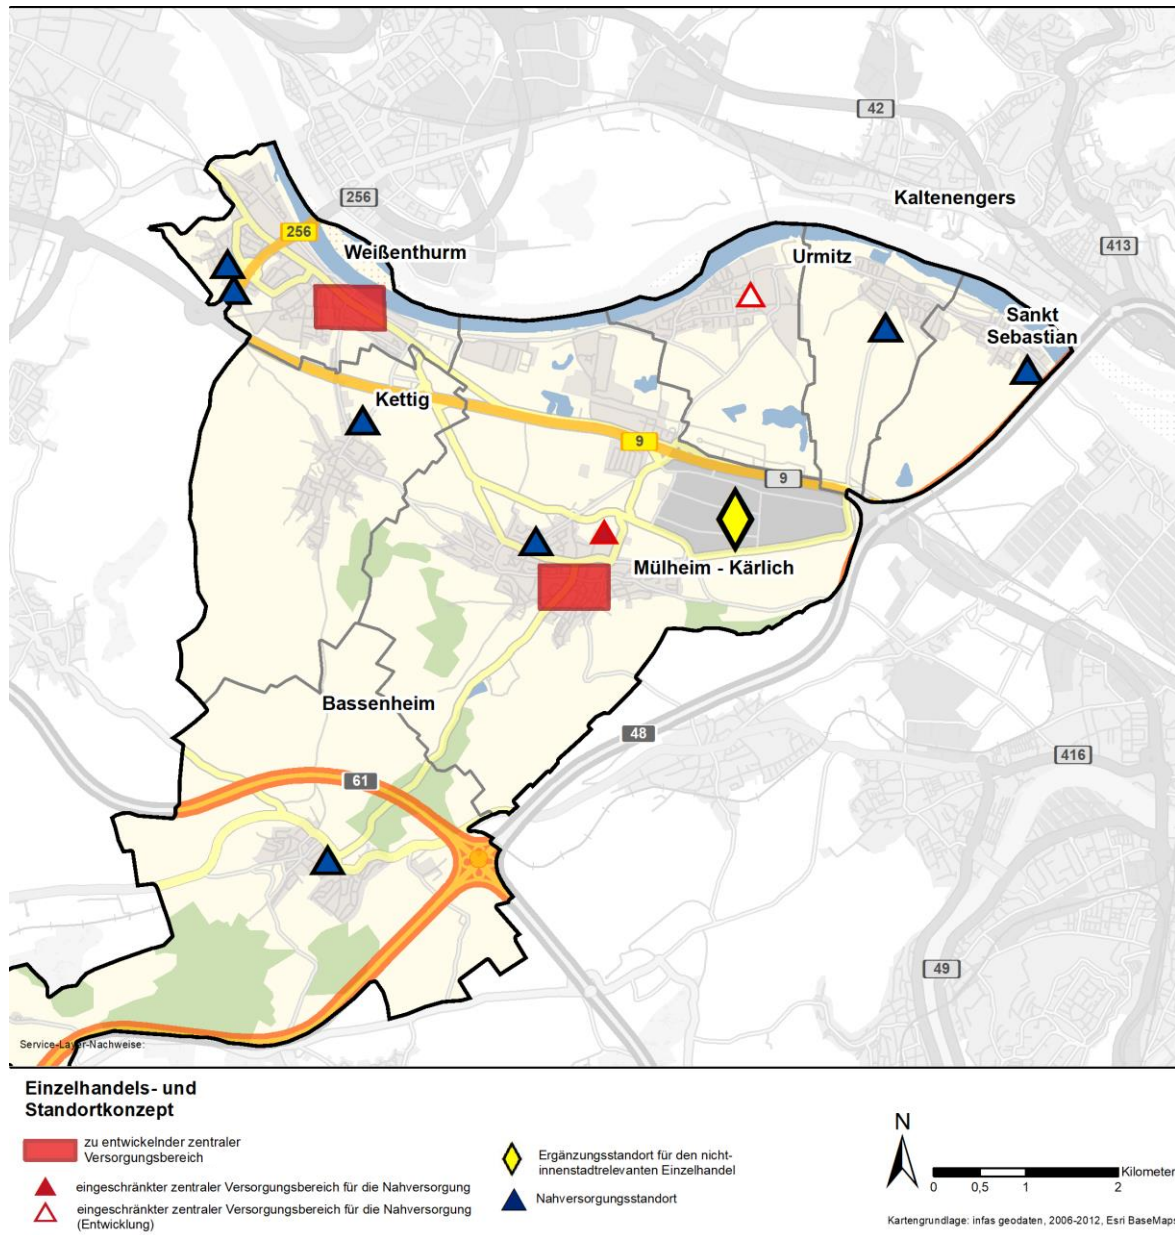 42
Kaltenengers
256
413
256
Weißenthurm
Urmitz
Sankt
Sebastian
Kettig
9
9
Mülheim - Kärlich
Bassenheim
48
416
61
49
Service-Layer-Nachweise:
Einzelhandels- und
Standortkonzept
zu entwickelnder zentraler
Versorgungsbereich
eingeschränkter zentraler Versorgungsbereich für die Nahversorgung
eingeschränkter zentraler Versorgungsbereich für die Nahversorgung
(Entwicklung)
Ergänzungsstandort für den nicht-
innenstadtrelevanten Einzelhandel
Nahversorgungsstandort
N
Kilometer
0 0,5 1 2
Kartengrundlage: infas geodaten, 2006-2012, Esri BaseMaps